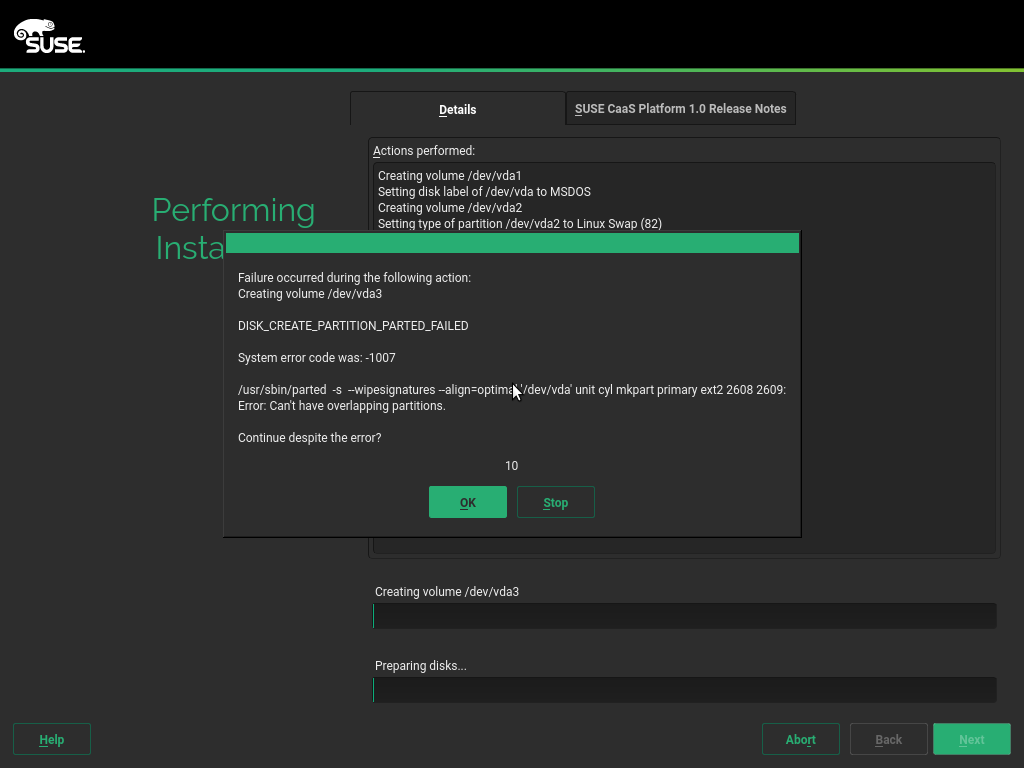 SUSE.
Details
SUSE CaaS Platform 1.0 Release Notes
Performing
Insta
Actions performed:
Creating volume /dev/vda1
Setting disk label of /dev/vda to MSDOS
Creating volume /dev/vda2
Setting type of partition /dev/vda2 to Linux Swap (82)
Failure occurred during the following action:
Creating volume /dev/vda3
DISK_CREATE_PARTITION_PARTED_FAILED
System error code was: -1007
/usr/sbin/parted -s --wipesignatures --align=optimal '/dev/vda' unit cyl mkpart primary ext2 2608 2609:
Error: Can't have overlapping partitions.
Continue despite the error?
10
OK
Stop
Creating volume /dev/vda3
Preparing disks...
Help
Abort
Back
Next